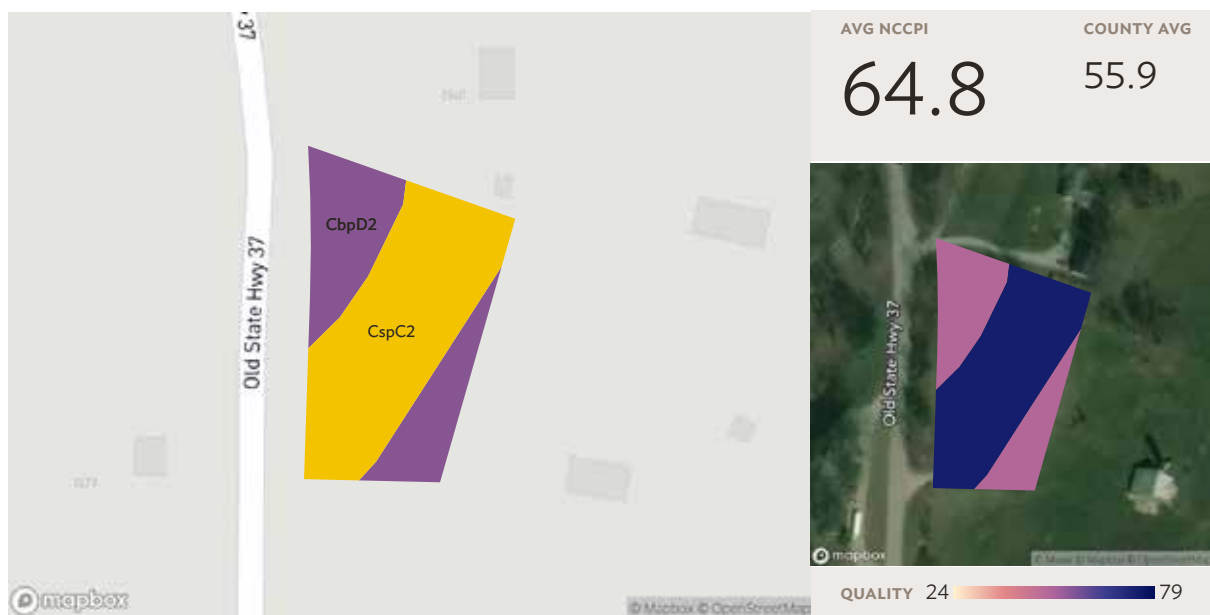 37
CbpD2
CspC2
Old State Hwy 37
mapbox
© Mapbox © OpenStreetMap
AVG NCCPI
COUNTY AVG
64.8
55.9
Old State Hwy 37
mapbox
QUALITY 24 79